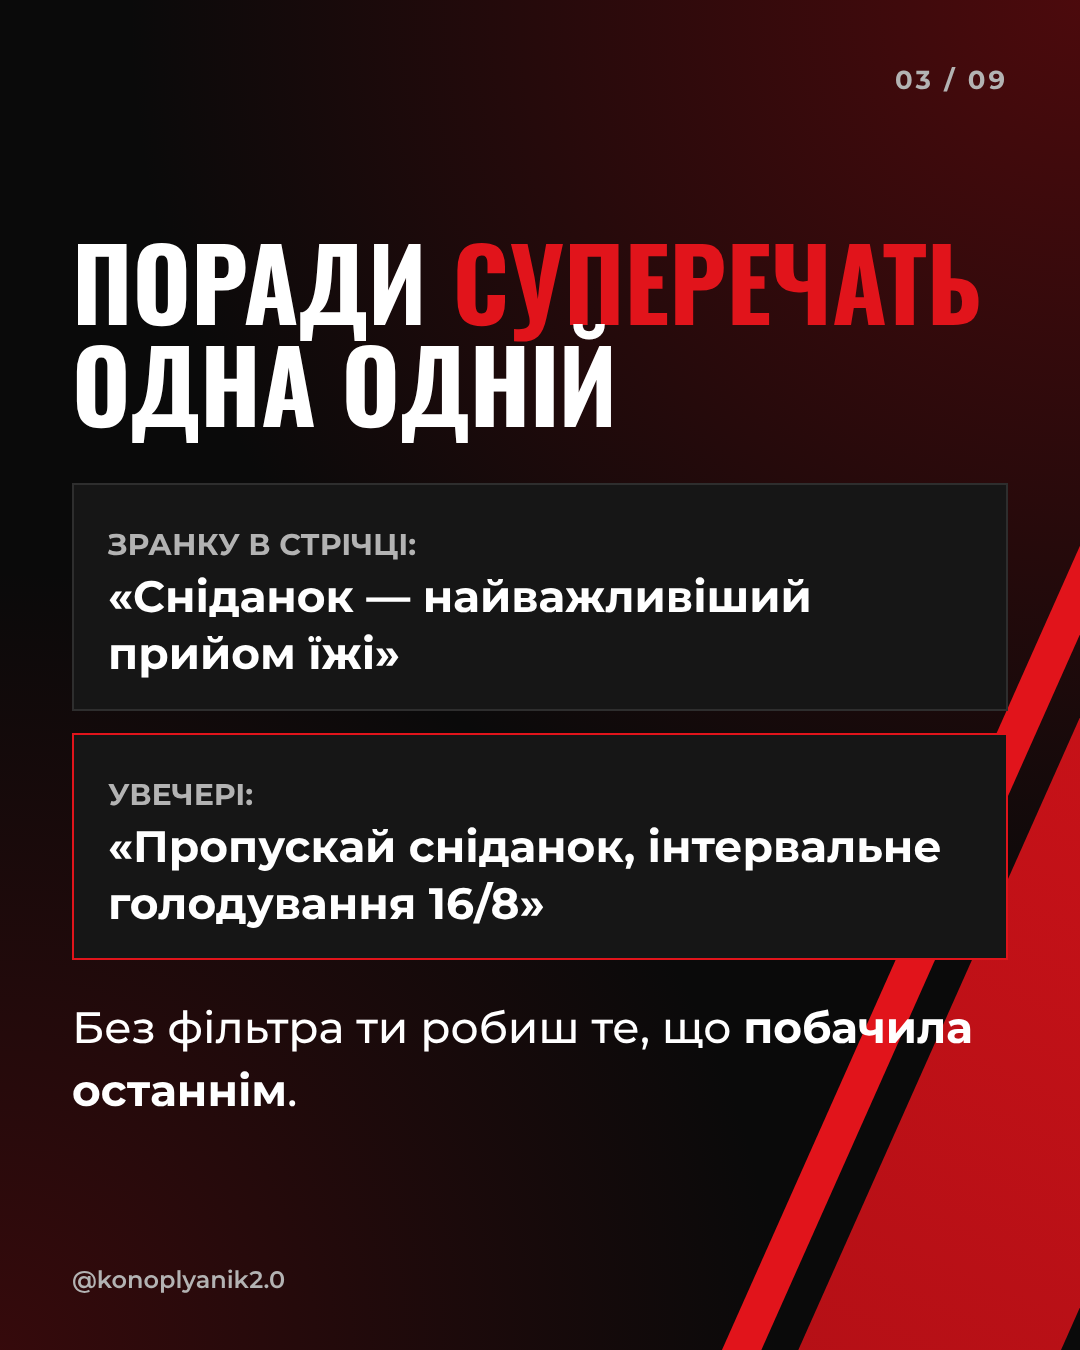 03 / 09
ПОРАДИ СУПЕРЕЧАТЬ
ОДНА ОДНІЙ
ЗРАНКУ В СТРІЧЦІ:
«Сніданок — найважливіший
прийом їжі»
УВЕЧЕРІ:
«Пропускай сніданок, інтервальне
голодування 16/8»
Без фільтра ти робиш те, що побачила
останнім.
@konoplyanik2.0